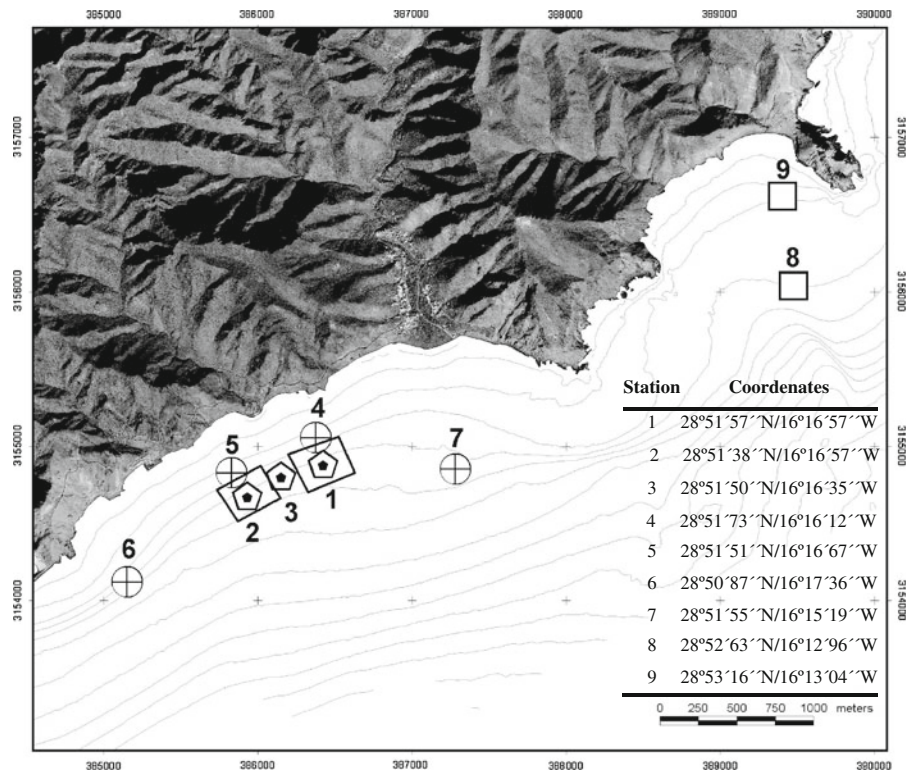 385000 386000 387000 388000 389000 390000
3157000 3157000
9
8
3156000 3156000
Station Coordenates
1 28º51´57´´N/16º16´57´´W
2 28º51´38´´N/16º16´57´´W
3 28º51´50´´N/16º16´35´´W
4 28º51´73´´N/16º16´12´´W
5 28º51´51´´N/16º16´67´´W
6 28º50´87´´N/16º17´36´´W
7 28º51´55´´N/16º15´19´´W
8 28º52´63´´N/16º12´96´´W
9 28º53´16´´N/16º13´04´´W
4
5
7
3155000 3155000
2 3 1
6
3154000 3154000
0 250 500 750 1000 meters
385000 386000 387000 388000 389000 390000